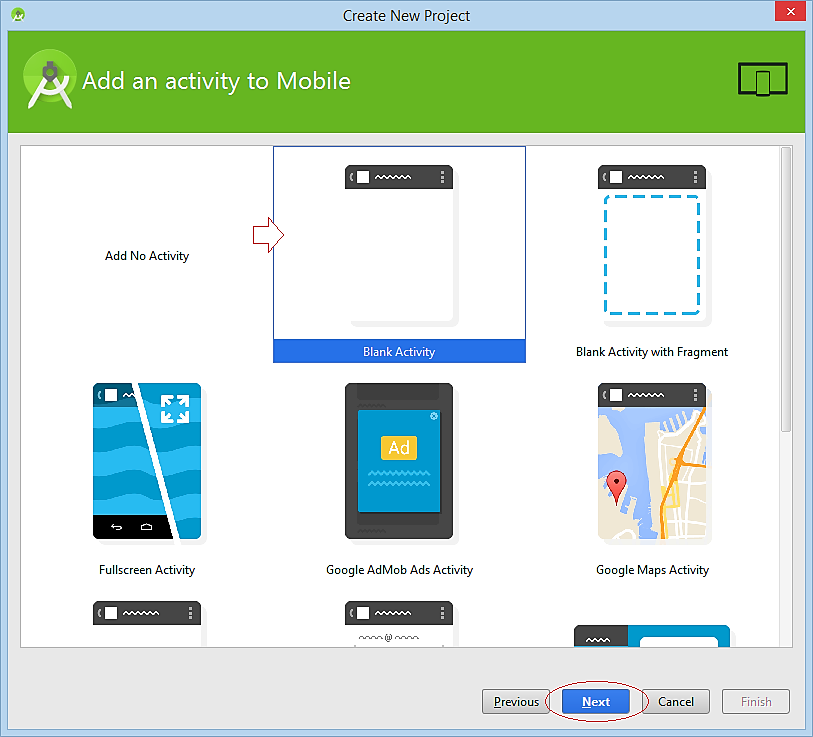 Create New Project
Add an activity to Mobile
Add No Activity
Blank Activity
Blank Activity with Fragment
Ad
Fullscreen Activity
Google AdMob Ads Activity
Google Maps Activity
@
Previous
Next
Cancel
Finish